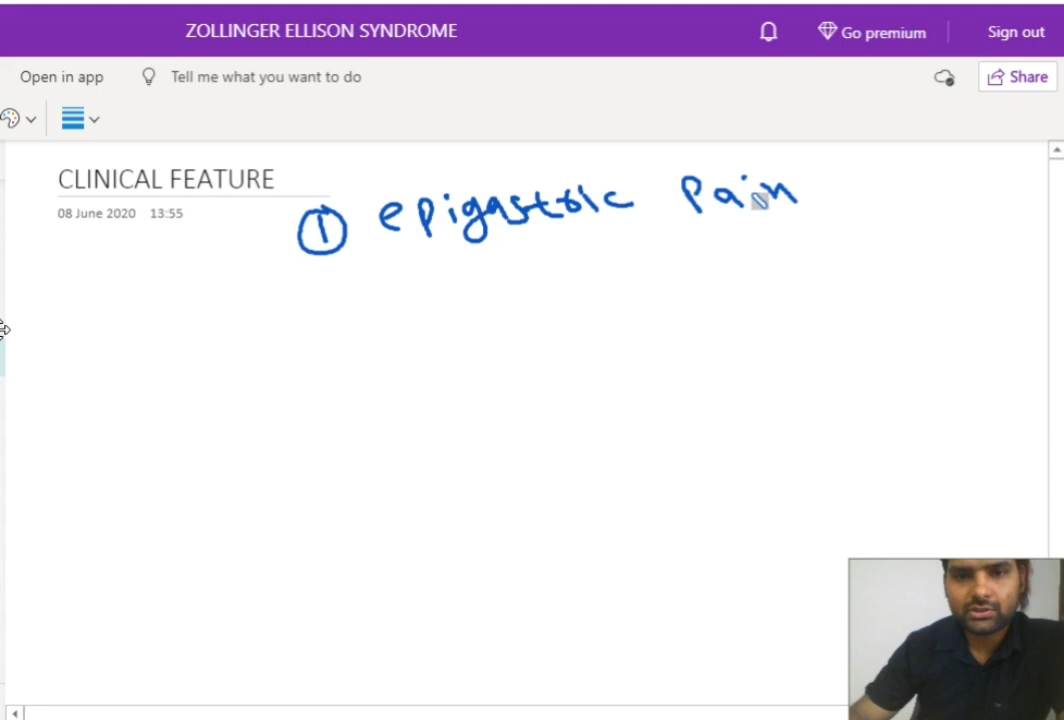 ZOLLINGER ELLISON SYNDROME
Go premium
Sign out
Open in app
Tell me what you want to do
Share
CLINICAL FEATURE
08 June 2020 13:55
1 epigastric Pain